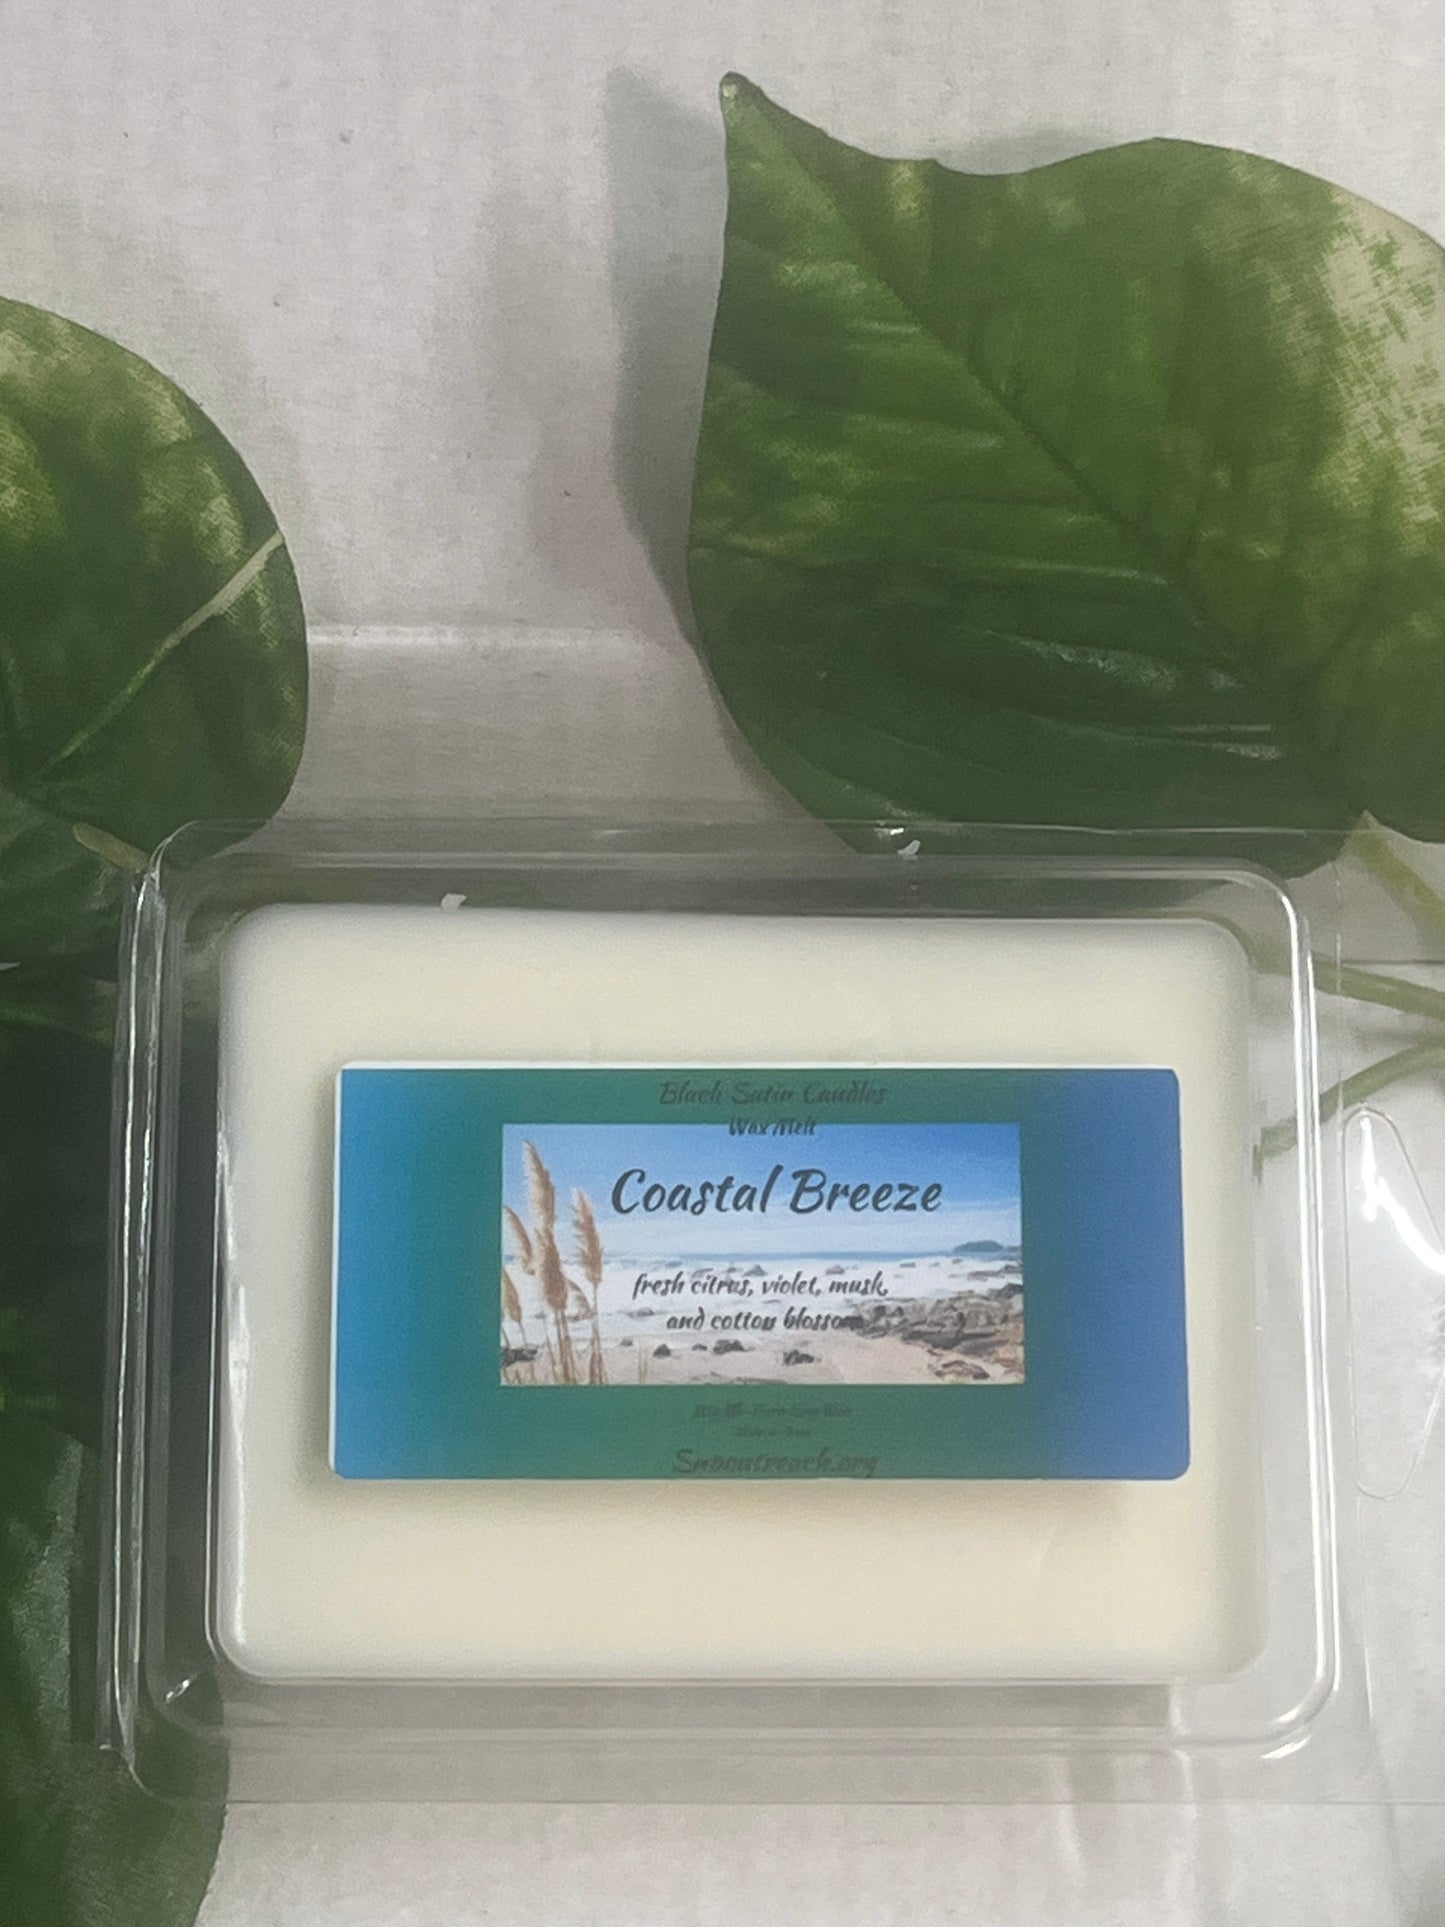 Black Satin Candles
Wax Melt
Coastal Breeze
fresh citrus, violet, musk,
and cotton blossom